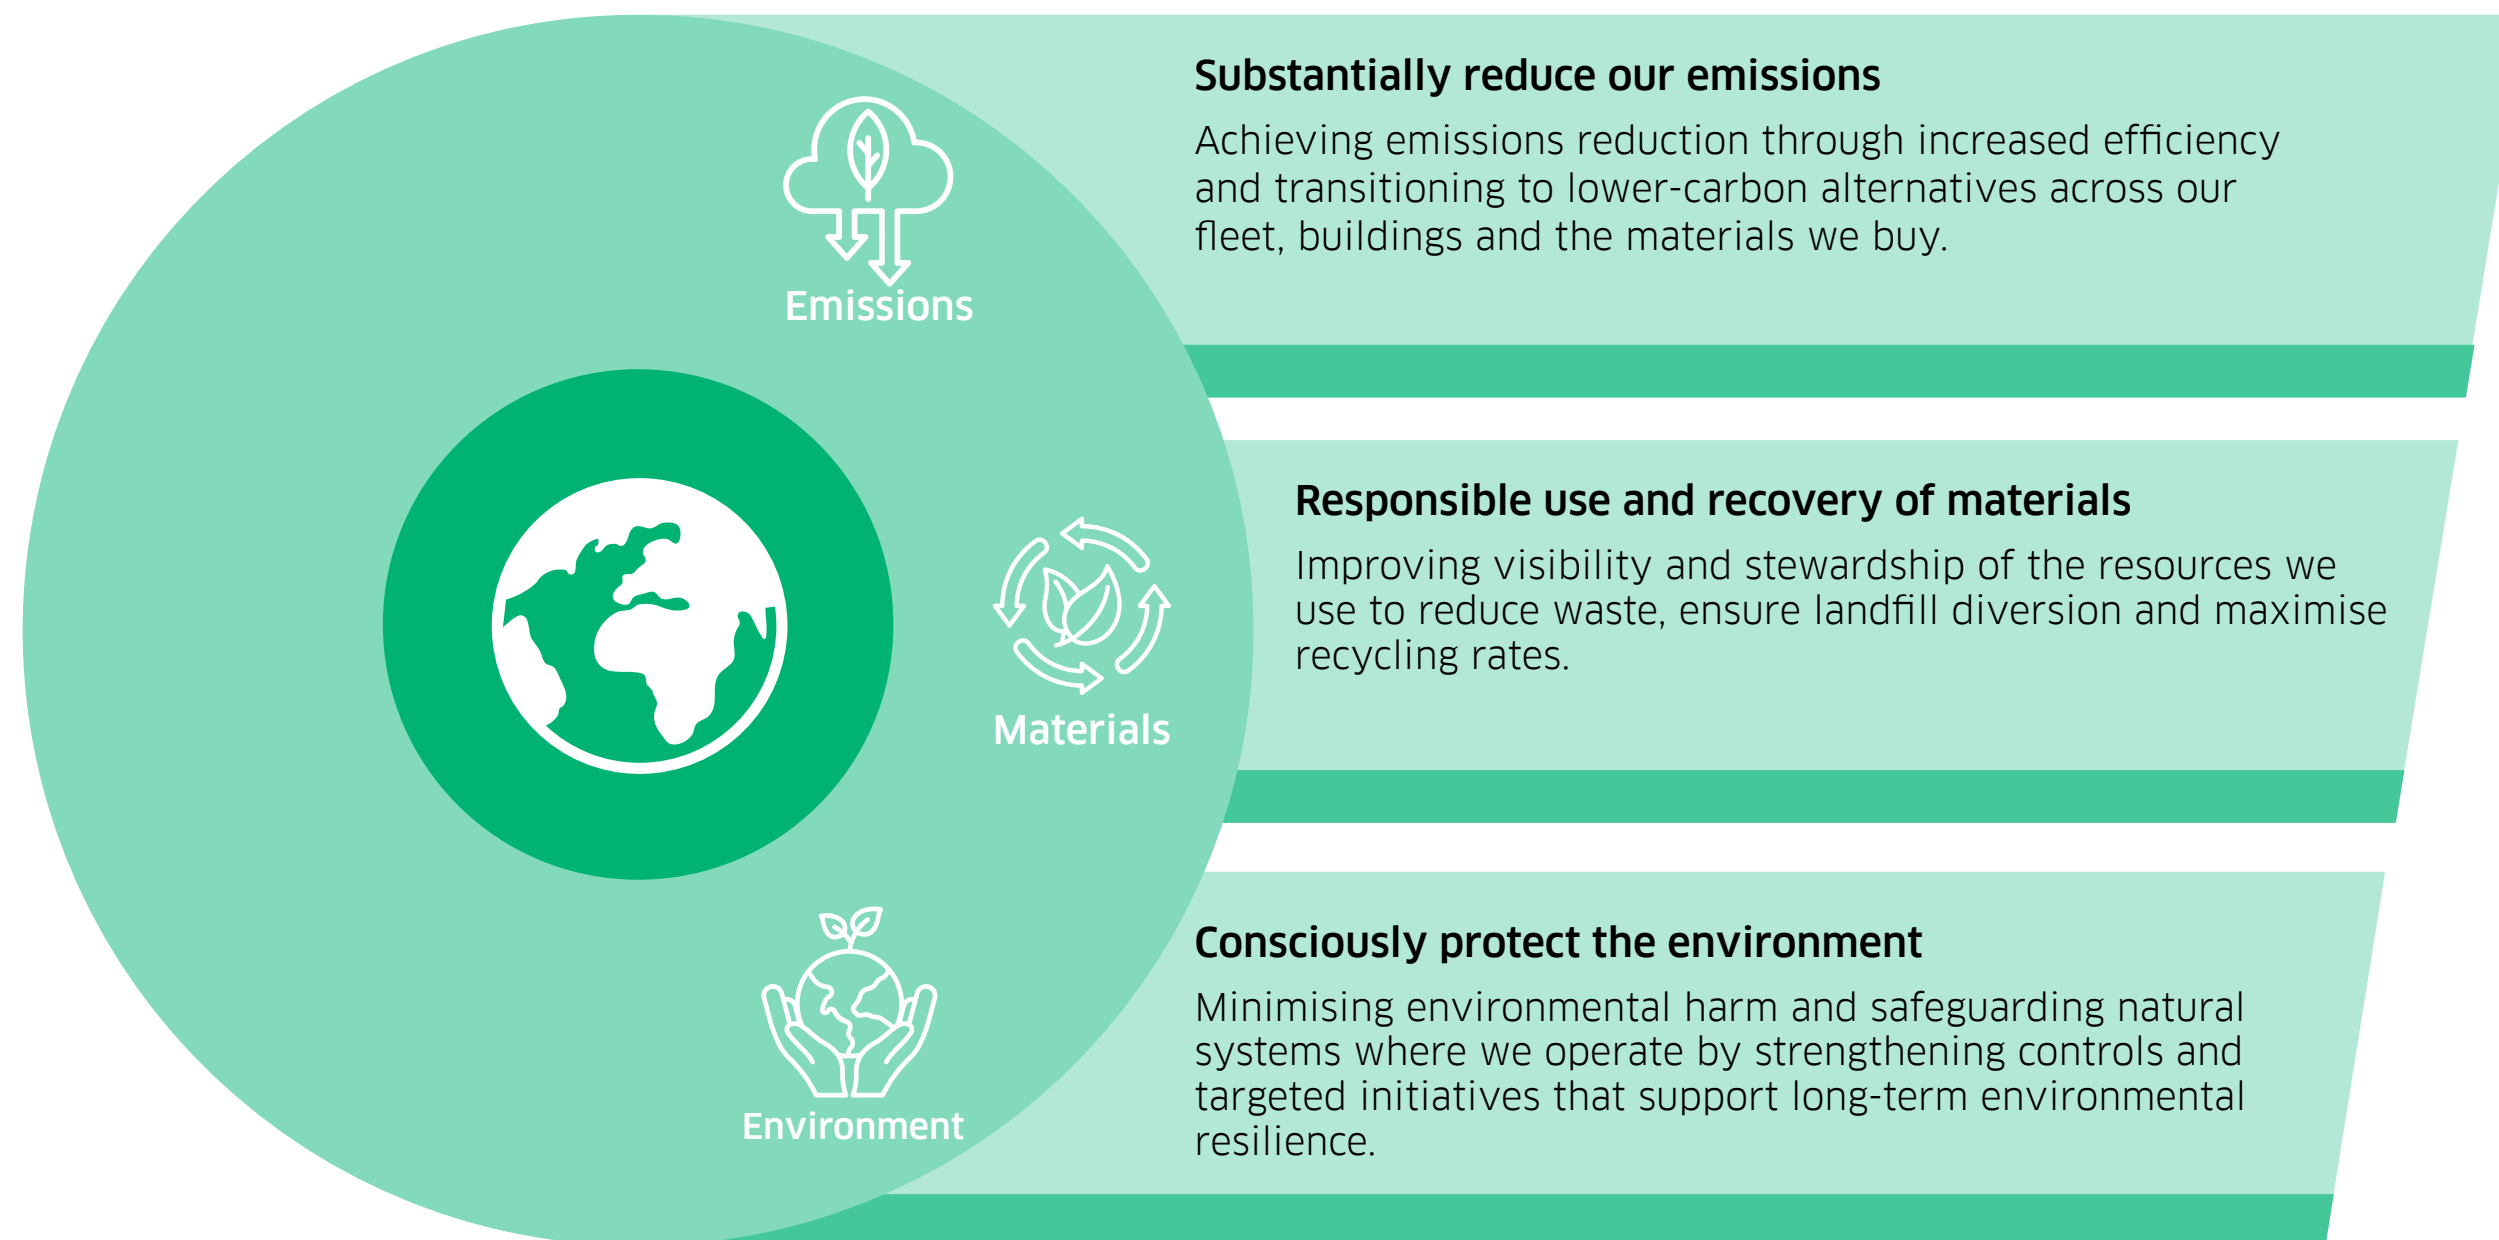 Substantially reduce our emissions
Achieving emissions reduction through increased efficiency
and transitioning to lower-carbon alternatives across our
fleet, buildings and the materials we buy.
Emissions
Responsible use and recovery of materials
Improving visibility and stewardship of the resources we
use to reduce waste, ensure landfill diversion and maximise
recycling rates.
Materials
Consciously protect the environment
Minimising environmental harm and safeguarding natural
systems where we operate by strengthening controls and
targeted initiatives that support long-term environmental
resilience.
Environment